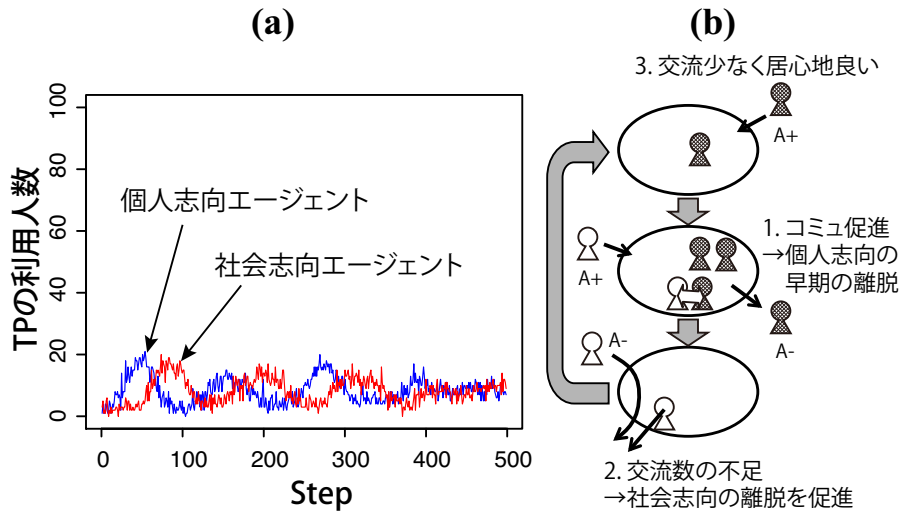 (a)
100
80
60
40
20
0
TPの利用人数
個人志向エージェント
社会志向エージェント
0 100 200 300 400 500
Step
(b)
3. 交流少なく居心地良い
A+
1. コミュ促進
→個人志向の
早期の離脱
A+
A-
A-
2. 交流数の不足
→社会志向の離脱を促進